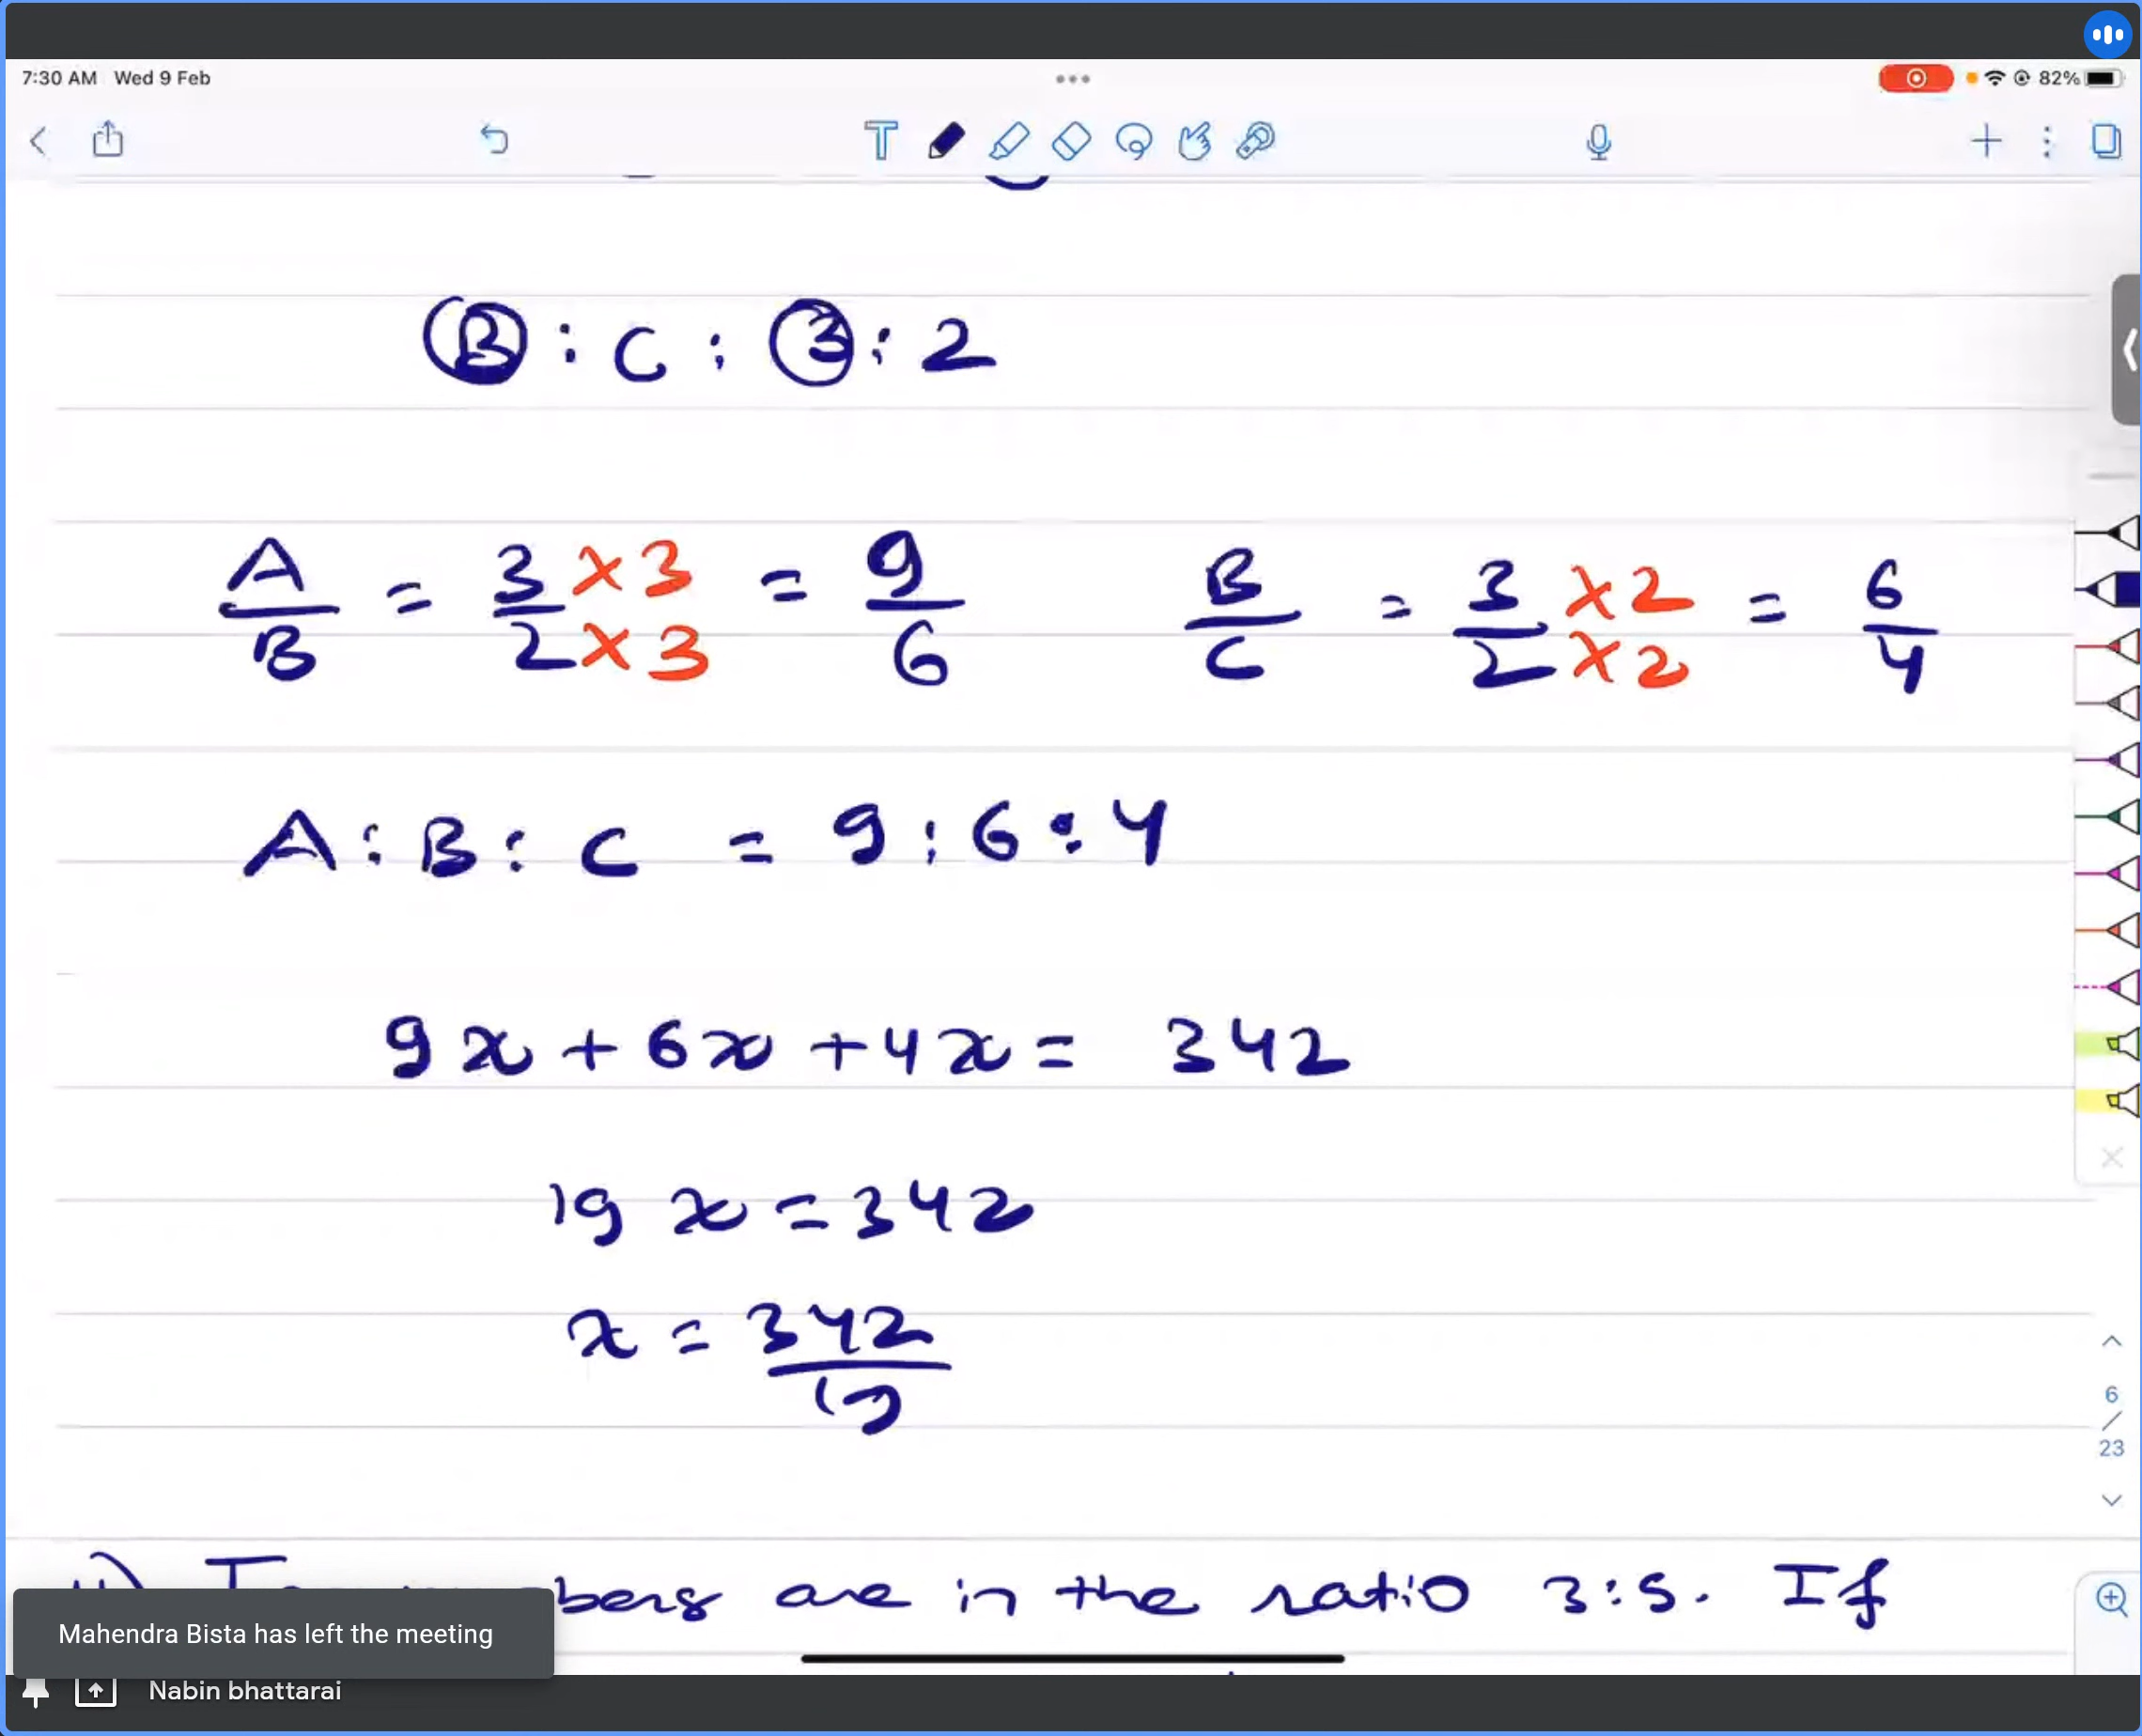 7:30 AM Wed 9 Feb
82%
T
B : C : 3 : 2
A/B = 3/2 ×3/×3 = 9/6 B/C = 3/2 ×2/×2 = 6/4
A : B : C = 9 : 6 : 4
9x + 6x + 4x = 342
19x = 342
x = 342/19
6
/
23
bers are in the ratio 3:5. If
Mahendra Bista has left the meeting
Nabin bhattarai